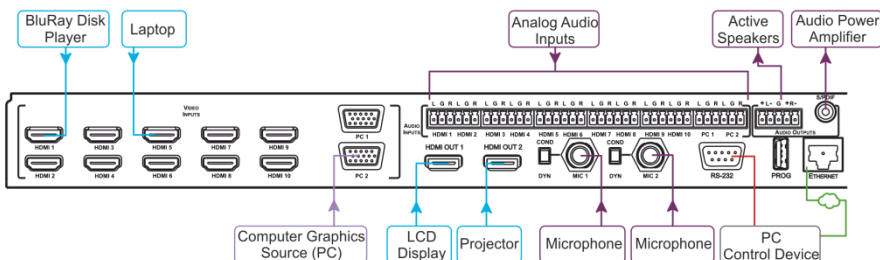 BluRay Disk
Player
Laptop
Analog Audio
Inputs
Active
Speakers
Audio Power
Amplifier
VIDEO
INPUTS
PC 1
AUDIO
INPUTS
L G R L G R L G R L G R L G R L G R L G R L G R L G R L G R L G R L G R
+ L - G + R -
S/PDIF
HDMI 1 HDMI 2 HDMI 3 HDMI 4 HDMI 5 HDMI 6 HDMI 7 HDMI 8 HDMI 9 HDMI 10 PC 1 PC 2
AUDIO OUTPUTS
HDMI 1 HDMI 3 HDMI 5 HDMI 7 HDMI 9
HDMI OUT 1 HDMI OUT 2
COND
COND
HDMI 2 HDMI 4 HDMI 6 HDMI 8 HDMI 10
PC 2
DYN
MIC 1
DYN
MIC 2
RS-232
PROG
ETHERNET
Computer Graphics
Source (PC)
LCD
Display
Projector
Microphone
Microphone
PC
Control Device